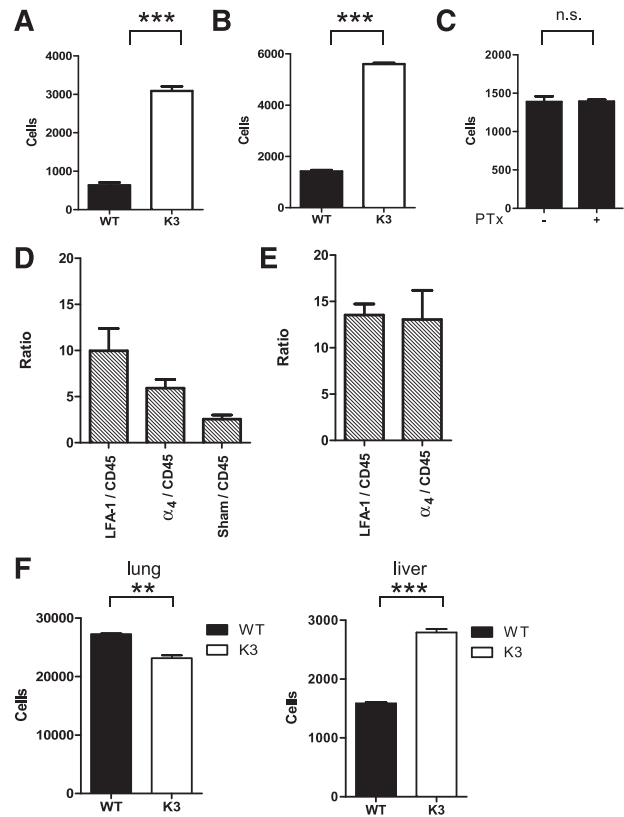 A
***
4000
3000
2000
1000
0
Cells
WT
K3
B
***
6000
4000
2000
0
Cells
WT
K3
C
n.s.
2000
1500
1000
500
0
Cells
PTx
-
+
D
20
15
10
5
0
Ratio
LFA-1 / CD45
α4 / CD45
Sham / CD45
E
20
15
10
5
0
Ratio
LFA-1 / CD45
α4 / CD45
F
lung
**
30000
20000
10000
0
Cells
WT
K3
WT
K3
liver
***
3000
2000
1000
0
Cells
WT
K3
WT
K3